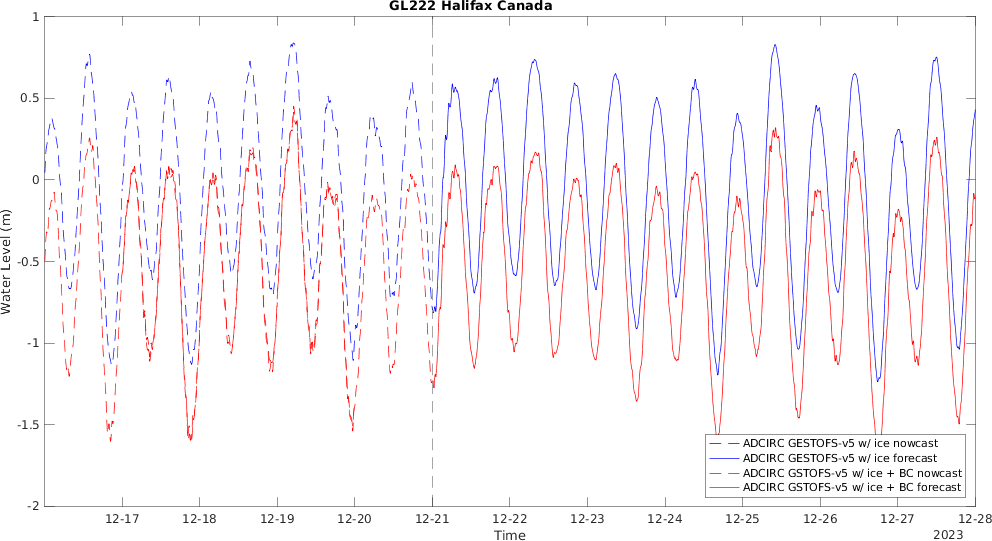 GL222 Halifax Canada
1
0.5
0
-0.5
-1
-1.5
-2
Water Level (m)
ADCIRC GESTOFS-v5 w/ ice nowcast
ADCIRC GESTOFS-v5 w/ ice forecast
ADCIRC GSTOFS-v5 w/ ice + BC nowcast
ADCIRC GSTOFS-v5 w/ ice + BC forecast
12-17 12-18 12-19 12-20 12-21 12-22 12-23 12-24 12-25 12-26 12-27 12-28
Time
2023